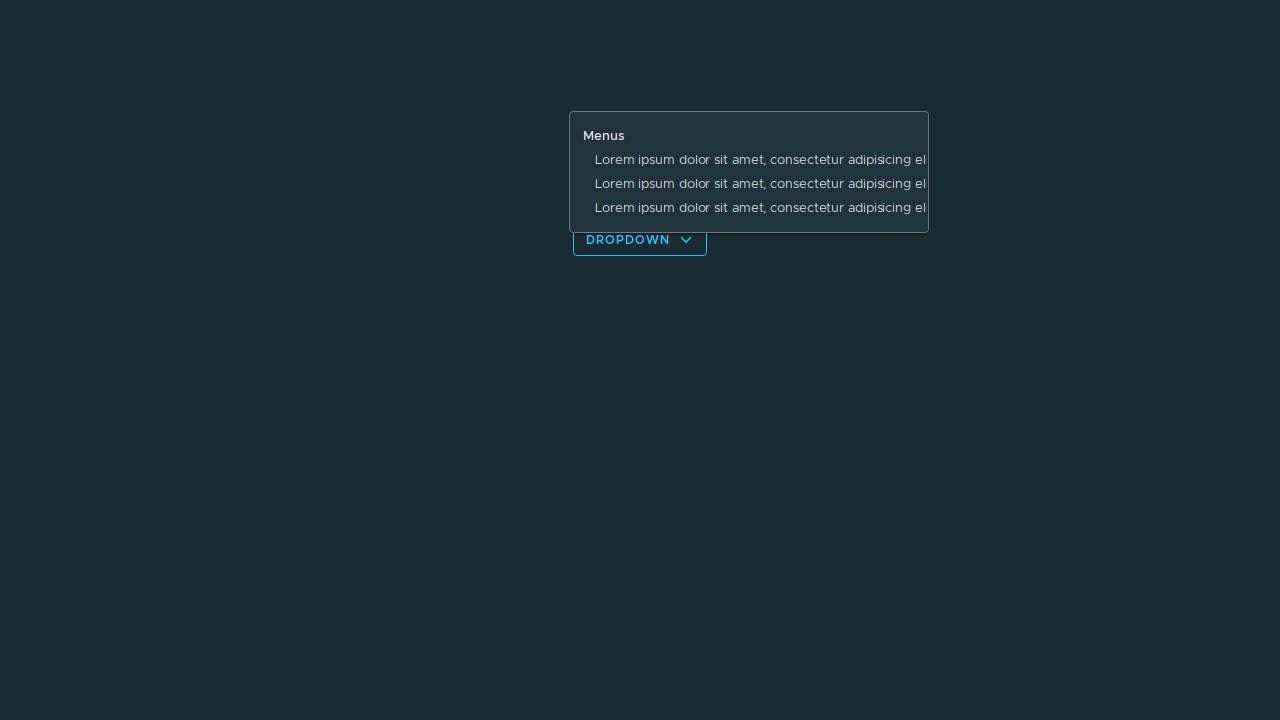 Menus
Lorem ipsum dolor sit amet, consectetur adipisicing el
Lorem ipsum dolor sit amet, consectetur adipisicing el
Lorem ipsum dolor sit amet, consectetur adipisicing el
DROPDOWN